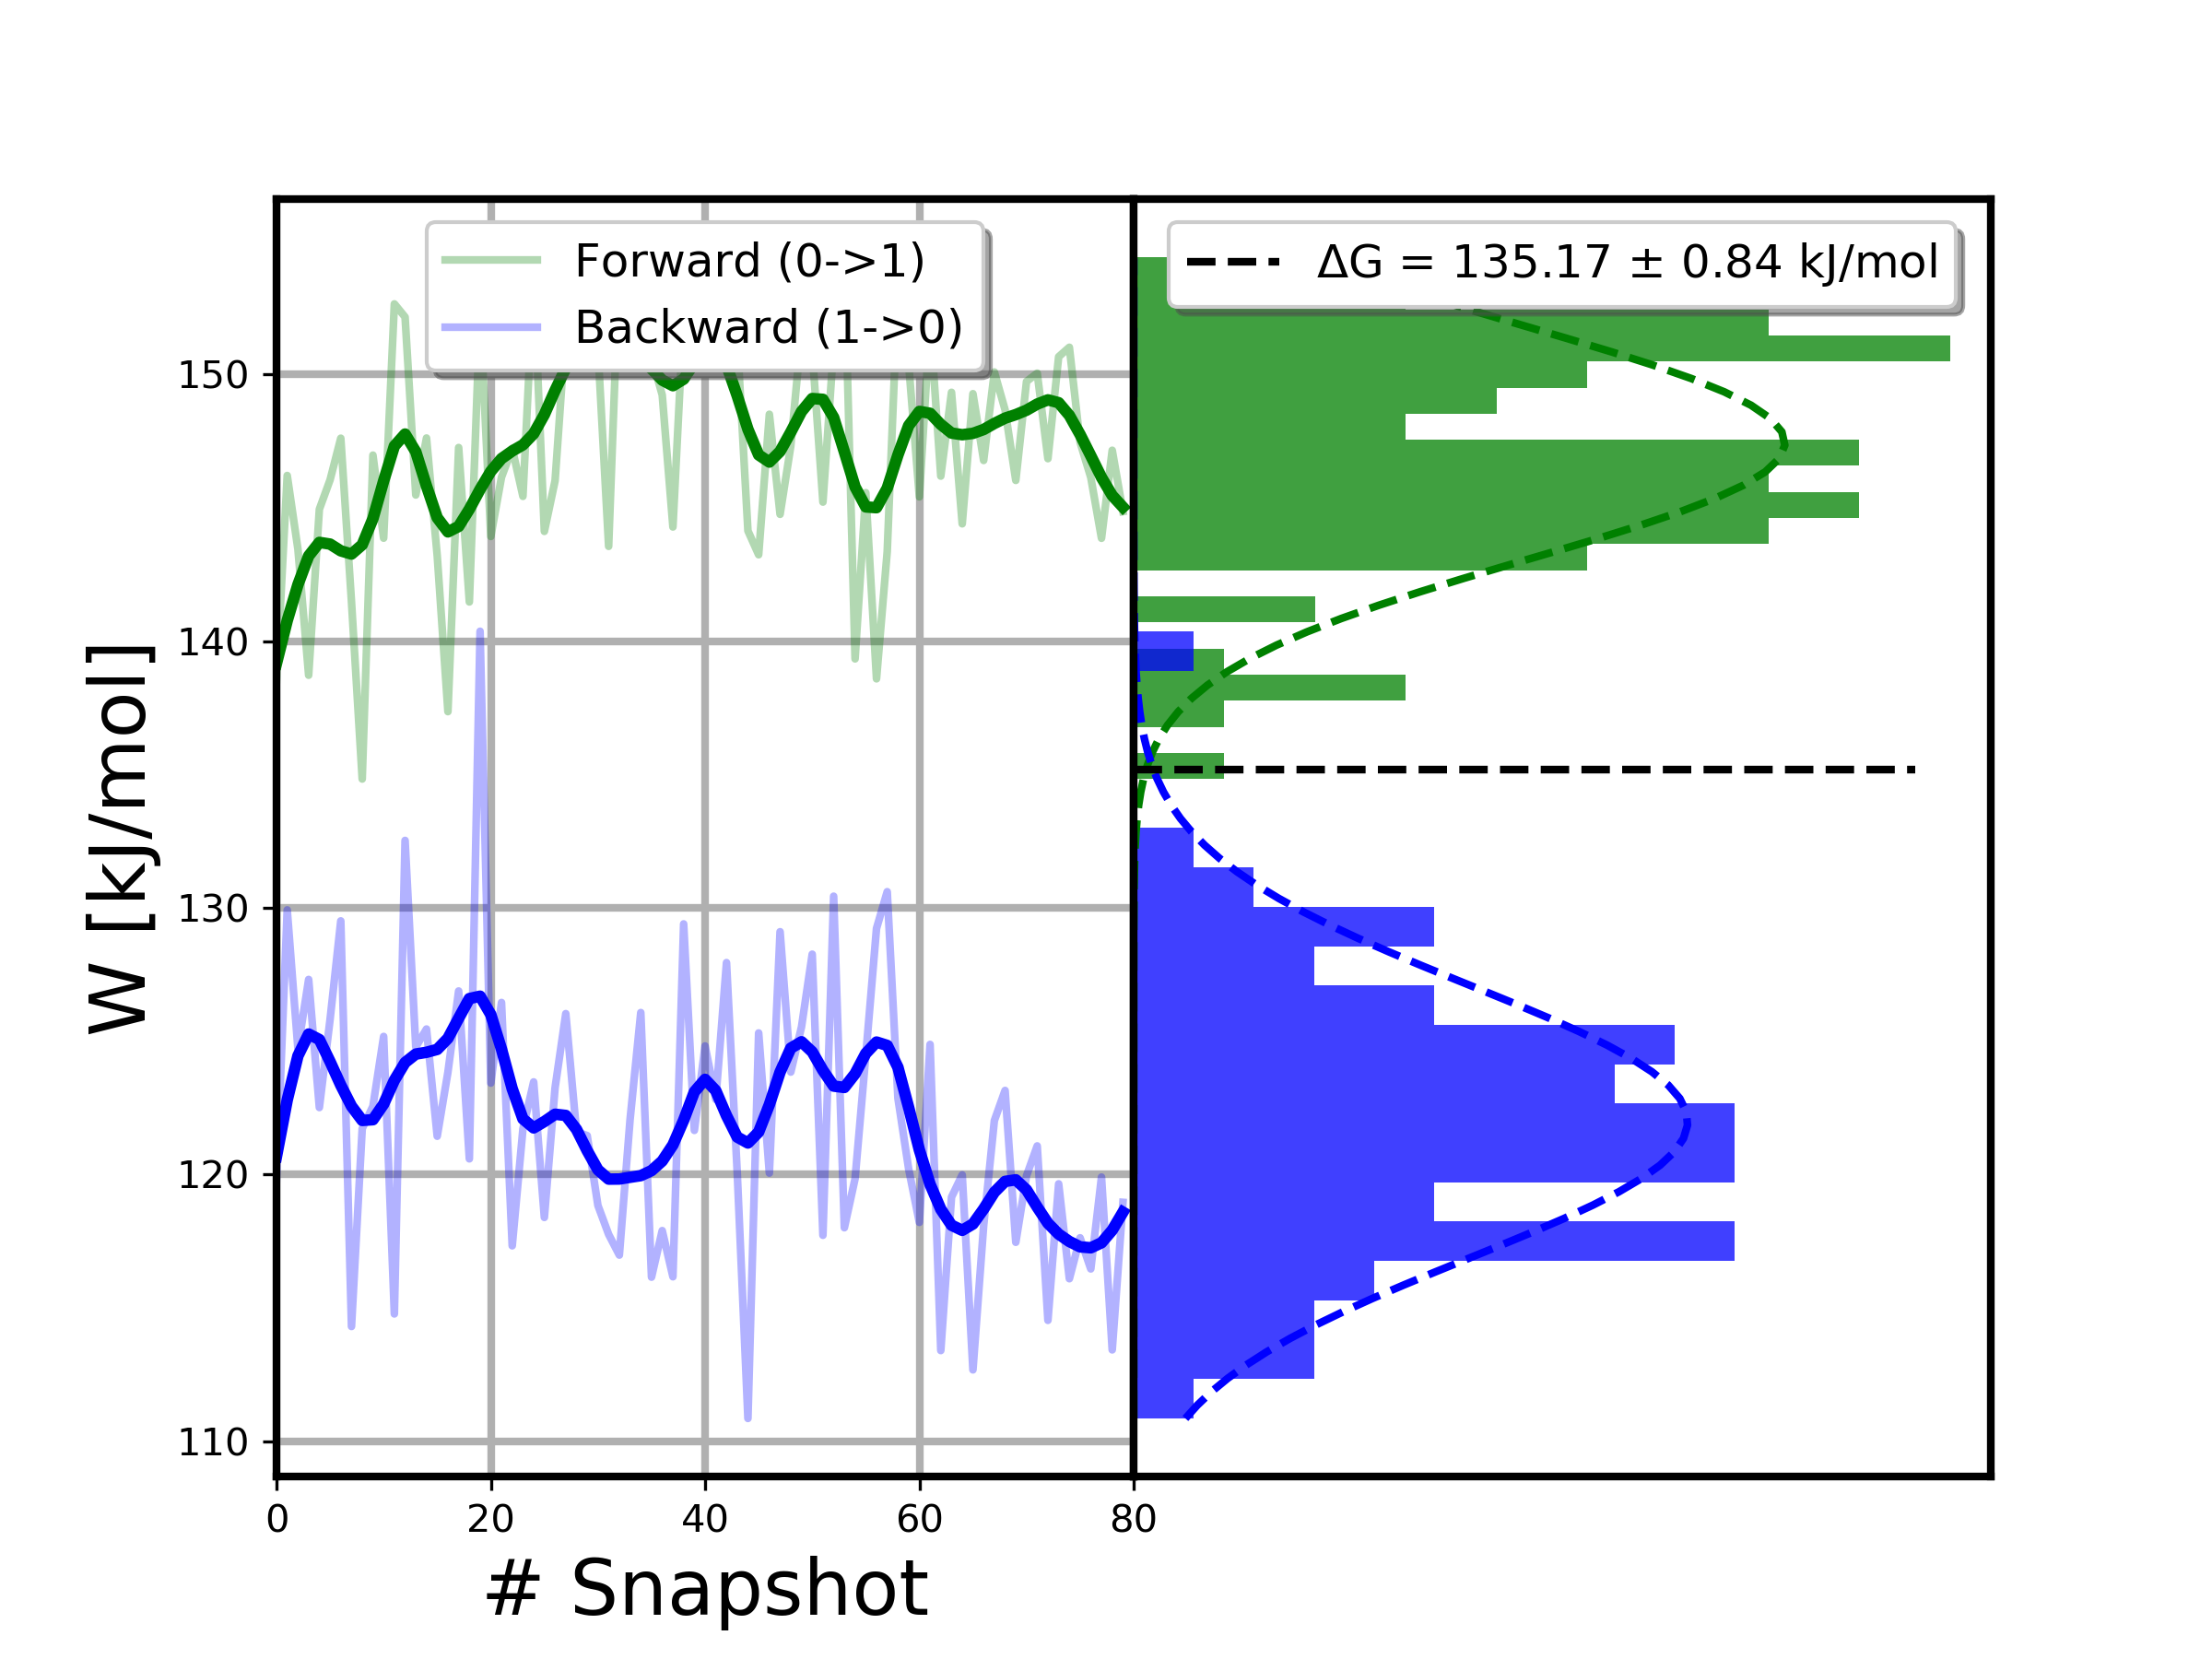 Forward (0->1)
Backward (1->0)
ΔG = 135.17 ± 0.84 kJ/mol
W [kJ/mol]
150
140
130
120
110
0 20 40 60 80
# Snapshot